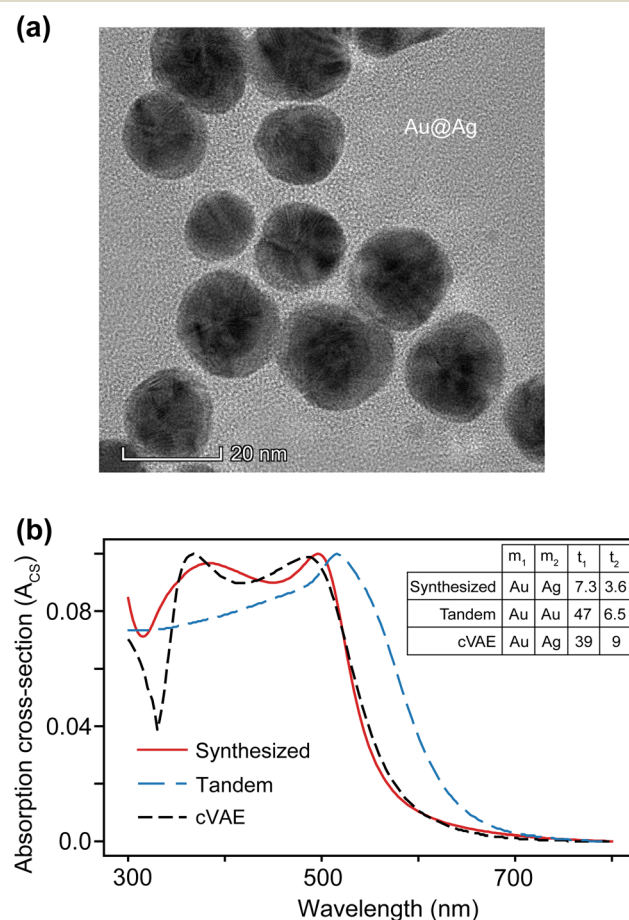 (a)
Au@Ag
20 nm
(b)
Absorption cross-section (A_CS)
0.08
0.04
0.0
m₁ m₂ t₁ t₂
Synthesized Au Ag 7.3 3.6
Tandem Au Au 47 6.5
cVAE Au Ag 39 9
Synthesized
Tandem
cVAE
300 500 700
Wavelength (nm)